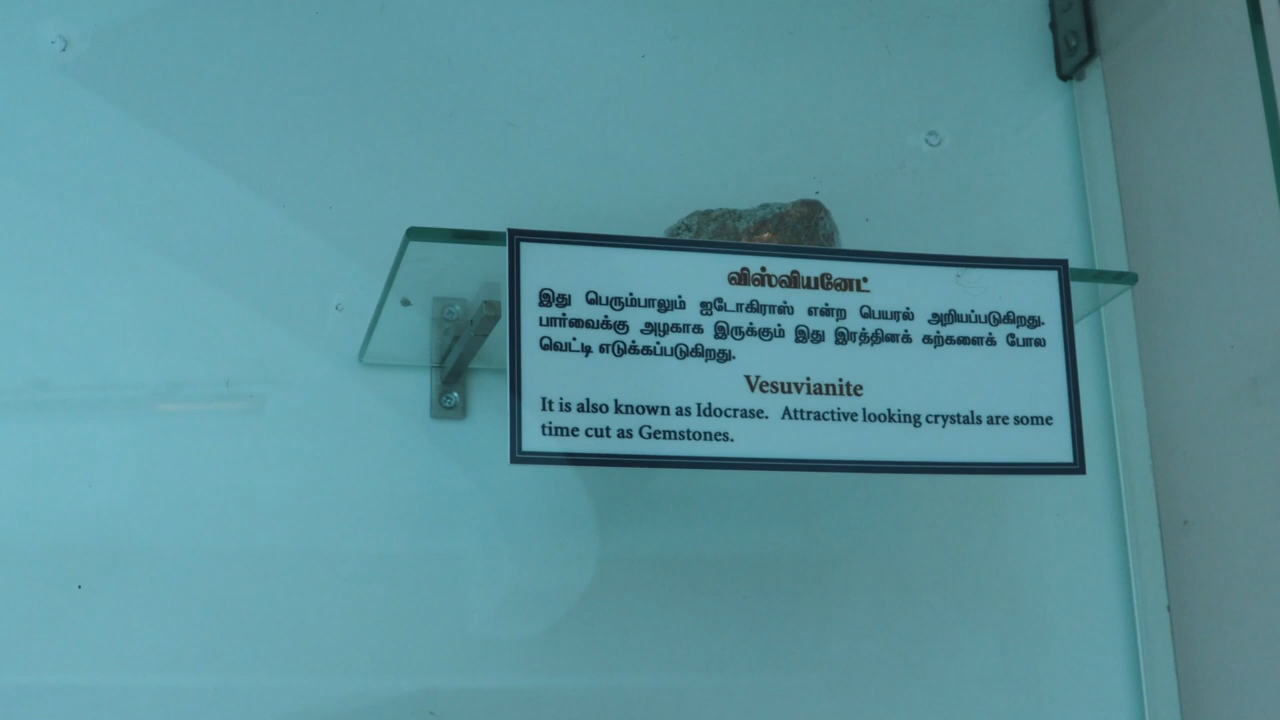 விஸ்வியனேட்
இது பெரும்பாலும் ஐடோகிராஸ் என்ற பெயரல் அறியப்படுகிறது.
பார்வைக்கு அழகாக இருக்கும் இது இரத்தினக் கற்களைக் போல
வெட்டி எடுக்கப்படுகிறது.
Vesuvianite
It is also known as Idocrase. Attractive looking crystals are some
time cut as Gemstones.